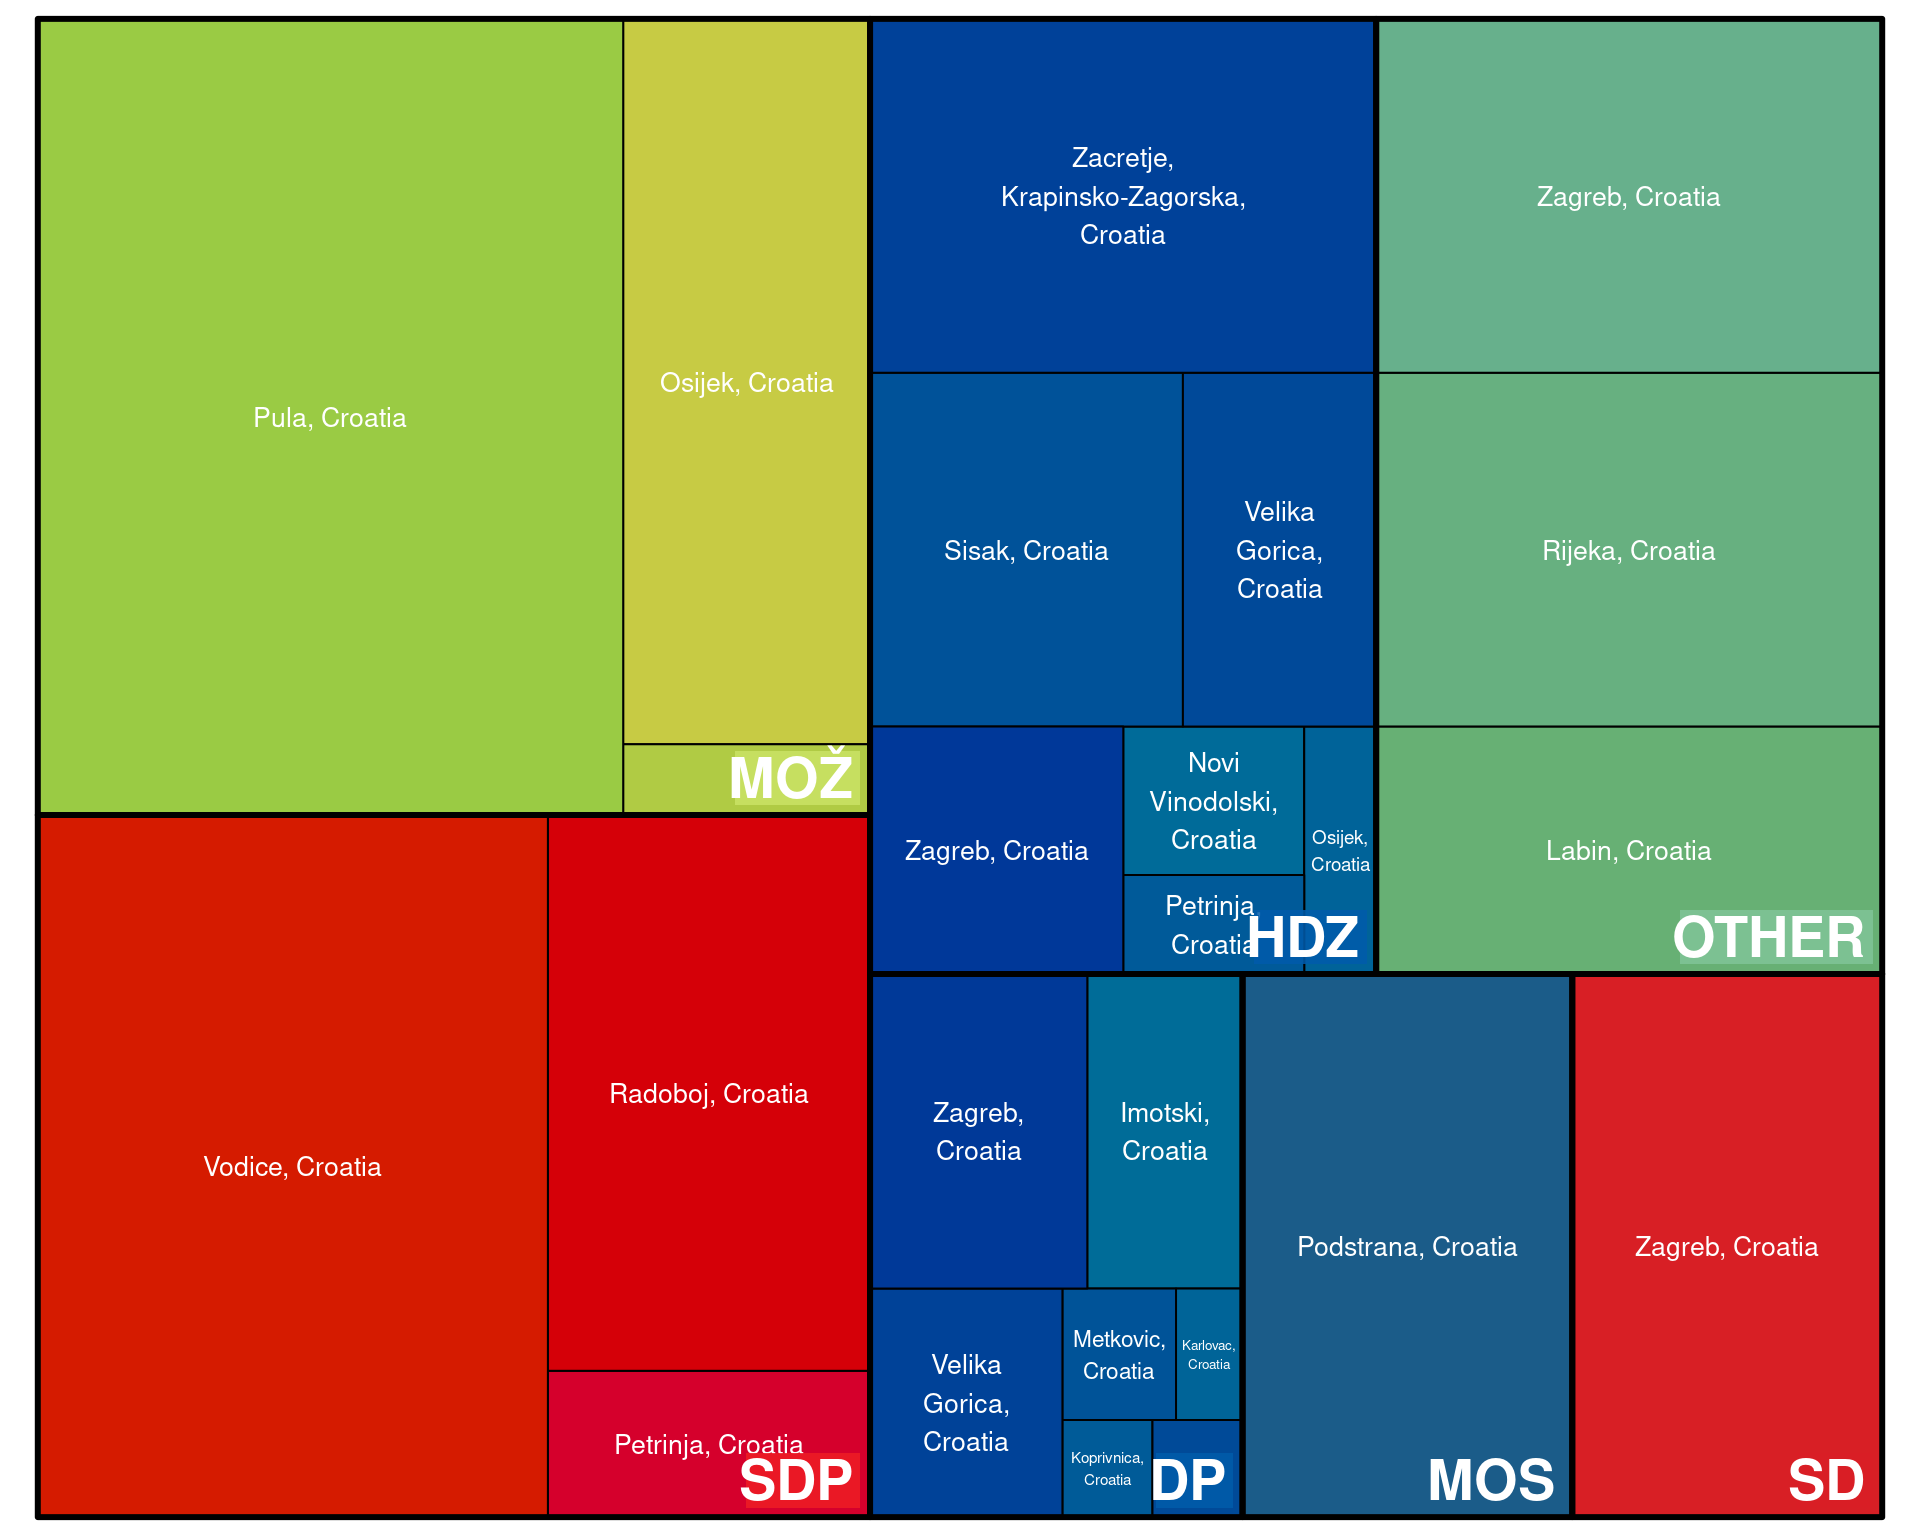 Pula, Croatia
Osijek, Croatia
MOŽ
Vodice, Croatia
Radoboj, Croatia
Petrinja, Croatia
SDP
Zacretje,
Krapinsko-Zagorska,
Croatia
Sisak, Croatia
Velika
Gorica,
Croatia
Zagreb, Croatia
Novi
Vinodolski,
Croatia
Petrinja
Croatia
Osijek,
Croatia
HDZ
Zagreb, Croatia
Rijeka, Croatia
Labin, Croatia
OTHER
Zagreb,
Croatia
Imotski,
Croatia
Velika
Gorica,
Croatia
Metkovic,
Croatia
Karlovac,
Croatia
Koprivnica,
Croatia
DP
Podstrana, Croatia
MOS
Zagreb, Croatia
SD